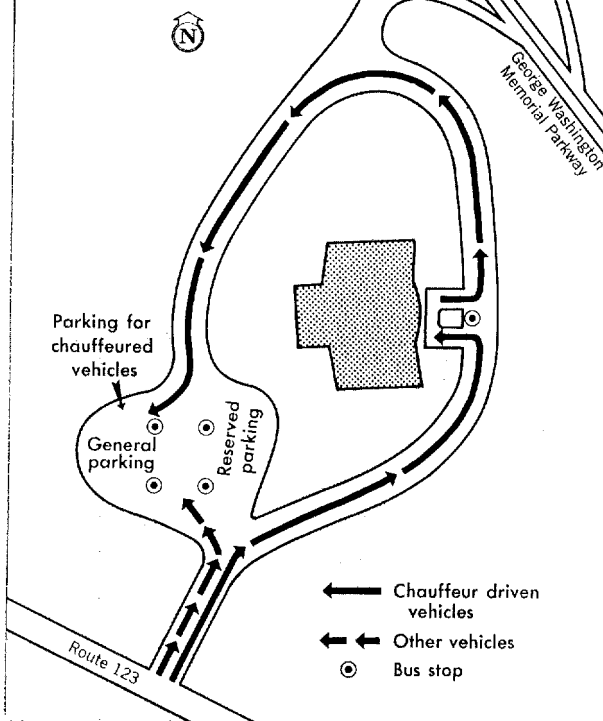 N
George Washington
Memorial Parkway
Parking for
chauffeured
vehicles
General
parking
Reserved
parking
Chauffeur driven
vehicles
Other vehicles
Bus stop
Route 123